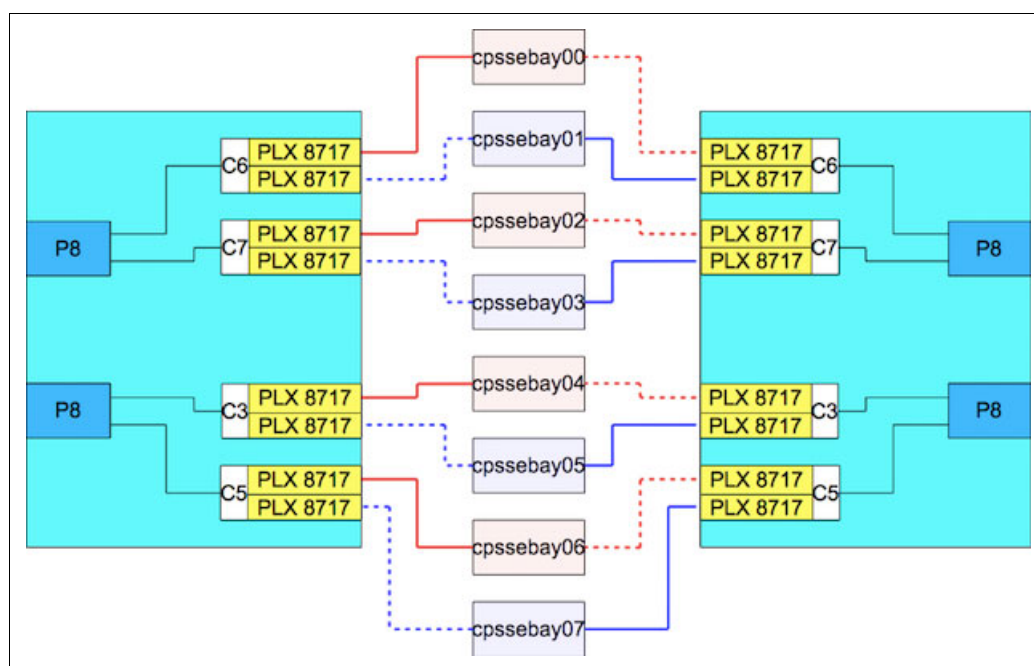 cpssebay00
cpssebay01
PLX 8717
PLX 8717
C6
PLX 8717
PLX 8717
C6
cpssebay02
PLX 8717
PLX 8717
C7
P8
PLX 8717
PLX 8717
C7
P8
cpssebay03
cpssebay04
P8
C3
PLX 8717
PLX 8717
PLX 8717
PLX 8717
C3
P8
cpssebay05
C5
PLX 8717
PLX 8717
PLX 8717
PLX 8717
C5
cpssebay06
cpssebay07